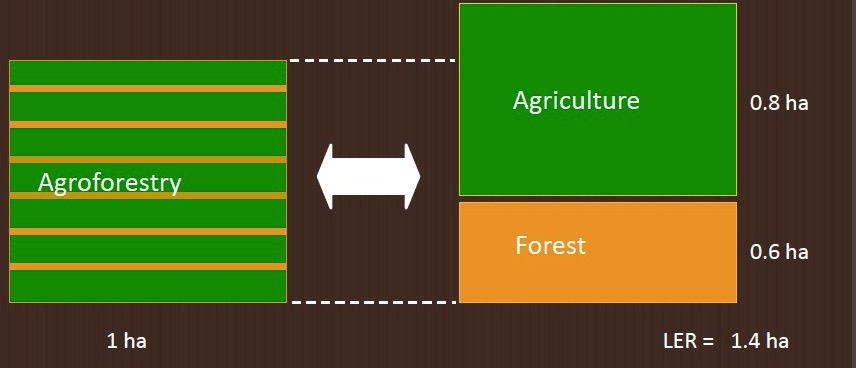 Agroforestry
1 ha
Agriculture
0.8 ha
Forest
0.6 ha
LER = 1.4 ha